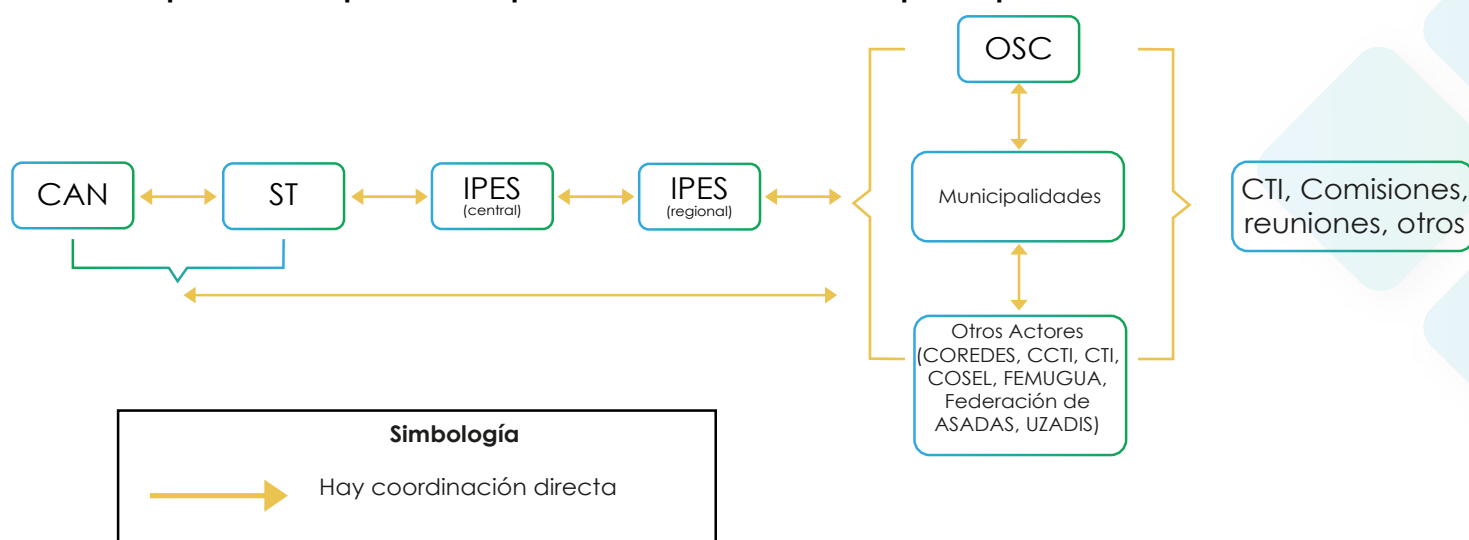 CAN
ST
IPES
(central)
IPES
(regional)
OSC
Municipalidades
Otros Actores
(COREDES, CCTI, CTI,
COSEL, FEMUGUA,
Federación de
ASADAS, UZADIS)
CTI, Comisiones,
reuniones, otros
Simbología
Hay coordinación directa